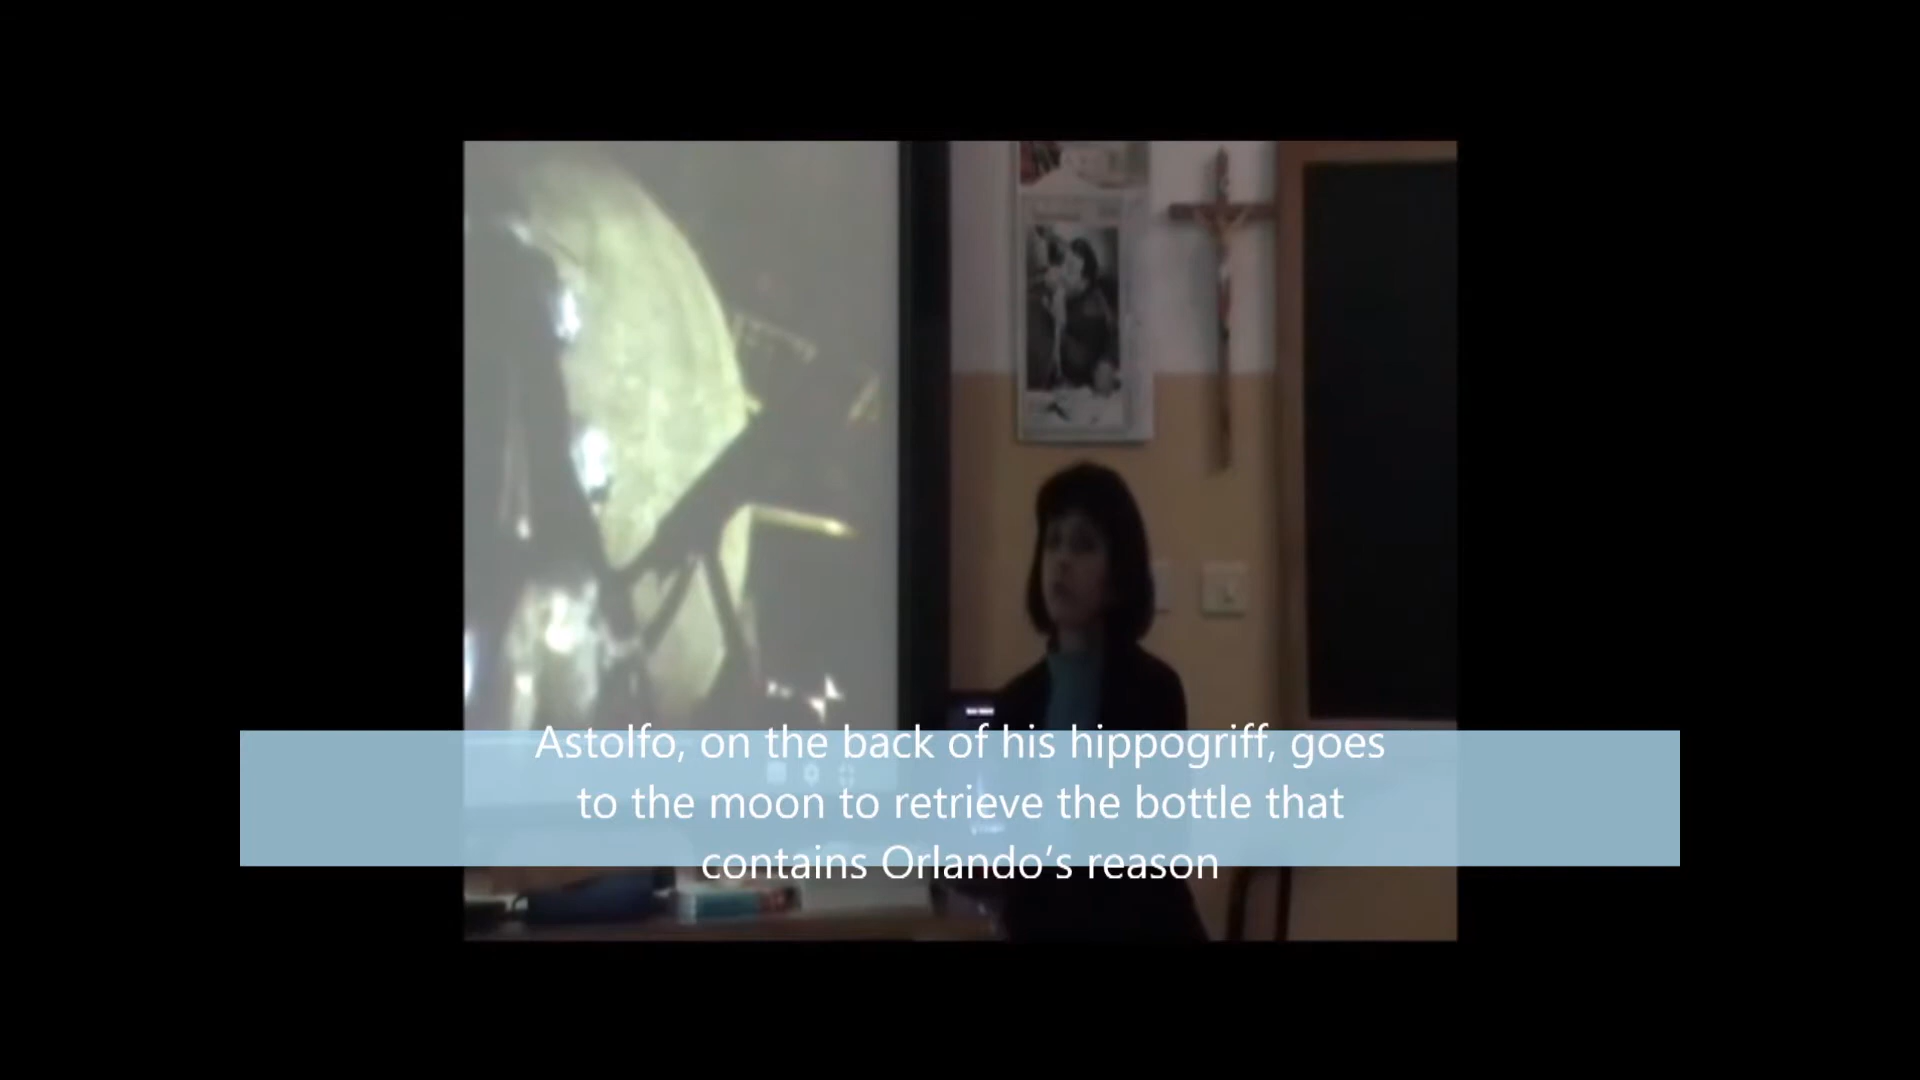 Astolfo, on the back of his hippogriff, goes
to the moon to retrieve the bottle that
contains Orlando’s reason